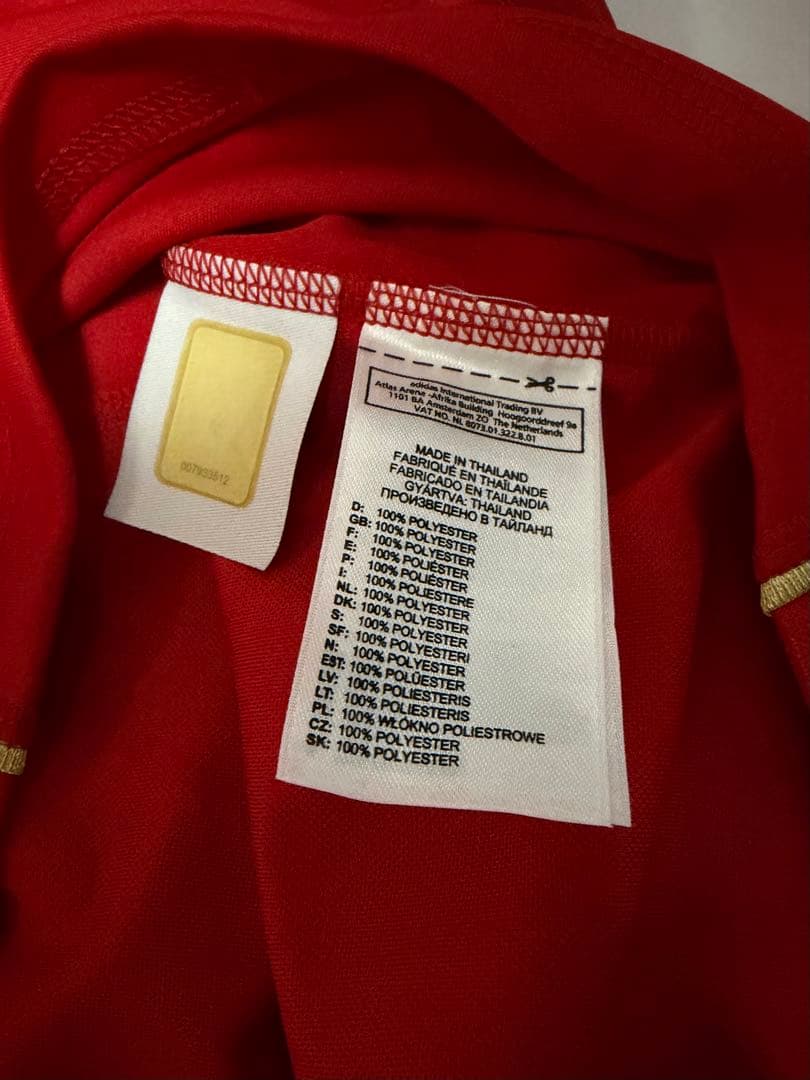 007933512
adidas International Trading BV
Atlas Arena -Afrika Building Hoogoorddreef 9a
1101 BA Amsterdam ZO The Netherlands
VAT NO. NL 8073.01.322.B.01
MADE IN THAILAND
FABRIQUÉ EN THAÏLANDE
FABRICADO EN TAILANDIA
GYÁRTVA: THAILAND
ПРОИЗВЕДЕНО В ТАЙЛАНД
D: 100% POLYESTER
GB: 100% POLYESTER
F: 100% POLYESTER
E: 100% POLIÉSTER
P: 100% POLIÉSTER
I: 100% POLIESTERE
NL: 100% POLYESTER
DK: 100% POLYESTER
S: 100% POLYESTER
SF: 100% POLYESTERI
N: 100% POLYESTER
EST: 100% POLÜESTER
LV: 100% POLIESTERIS
LT: 100% POLIESTERIS
PL: 100% WŁÓKNO POLIESTROWE
CZ: 100% POLYESTER
SK: 100% POLYESTER